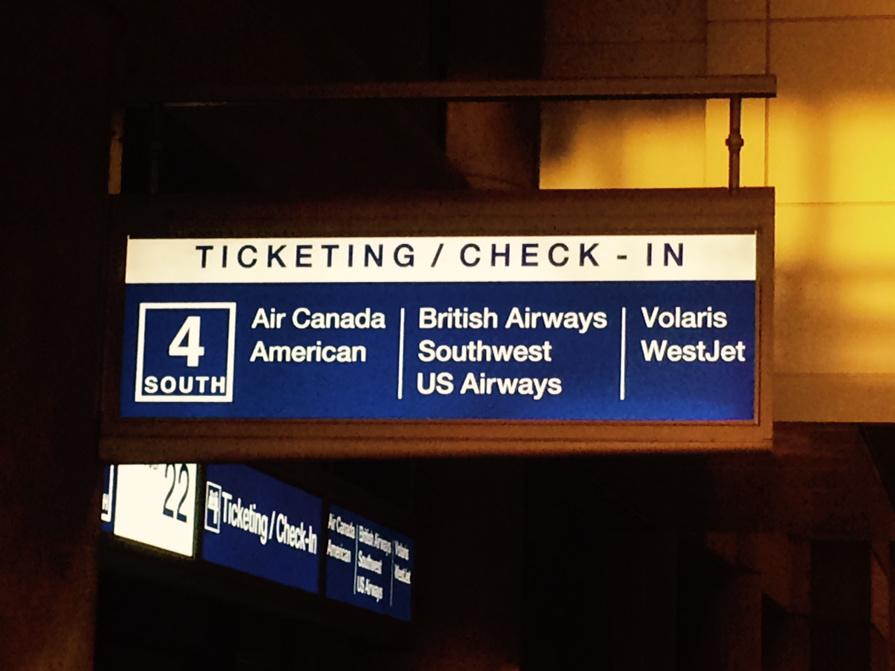 TICKETING / CHECK - IN
4
SOUTH
Air Canada
American
British Airways
Southwest
US Airways
Volaris
WestJet
22
4
Ticketing / Check-In
Air Canada
American
British Airways
Southwest
US Airways
Volaris
WestJet